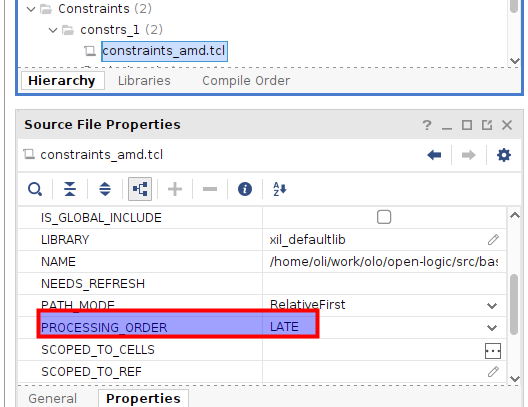 Constraints (2)
constrs_1 (2)
constraints_amd.tcl
Hierarchy Libraries Compile Order
Source File Properties
constraints_amd.tcl
IS_GLOBAL_INCLUDE
LIBRARY xil_defaultlib
NAME /home/oli/work/olo/open-logic/src/bas
NEEDS_REFRESH
PATH_MODE RelativeFirst
PROCESSING_ORDER LATE
SCOPED_TO_CELLS
SCOPED_TO_REF
General Properties